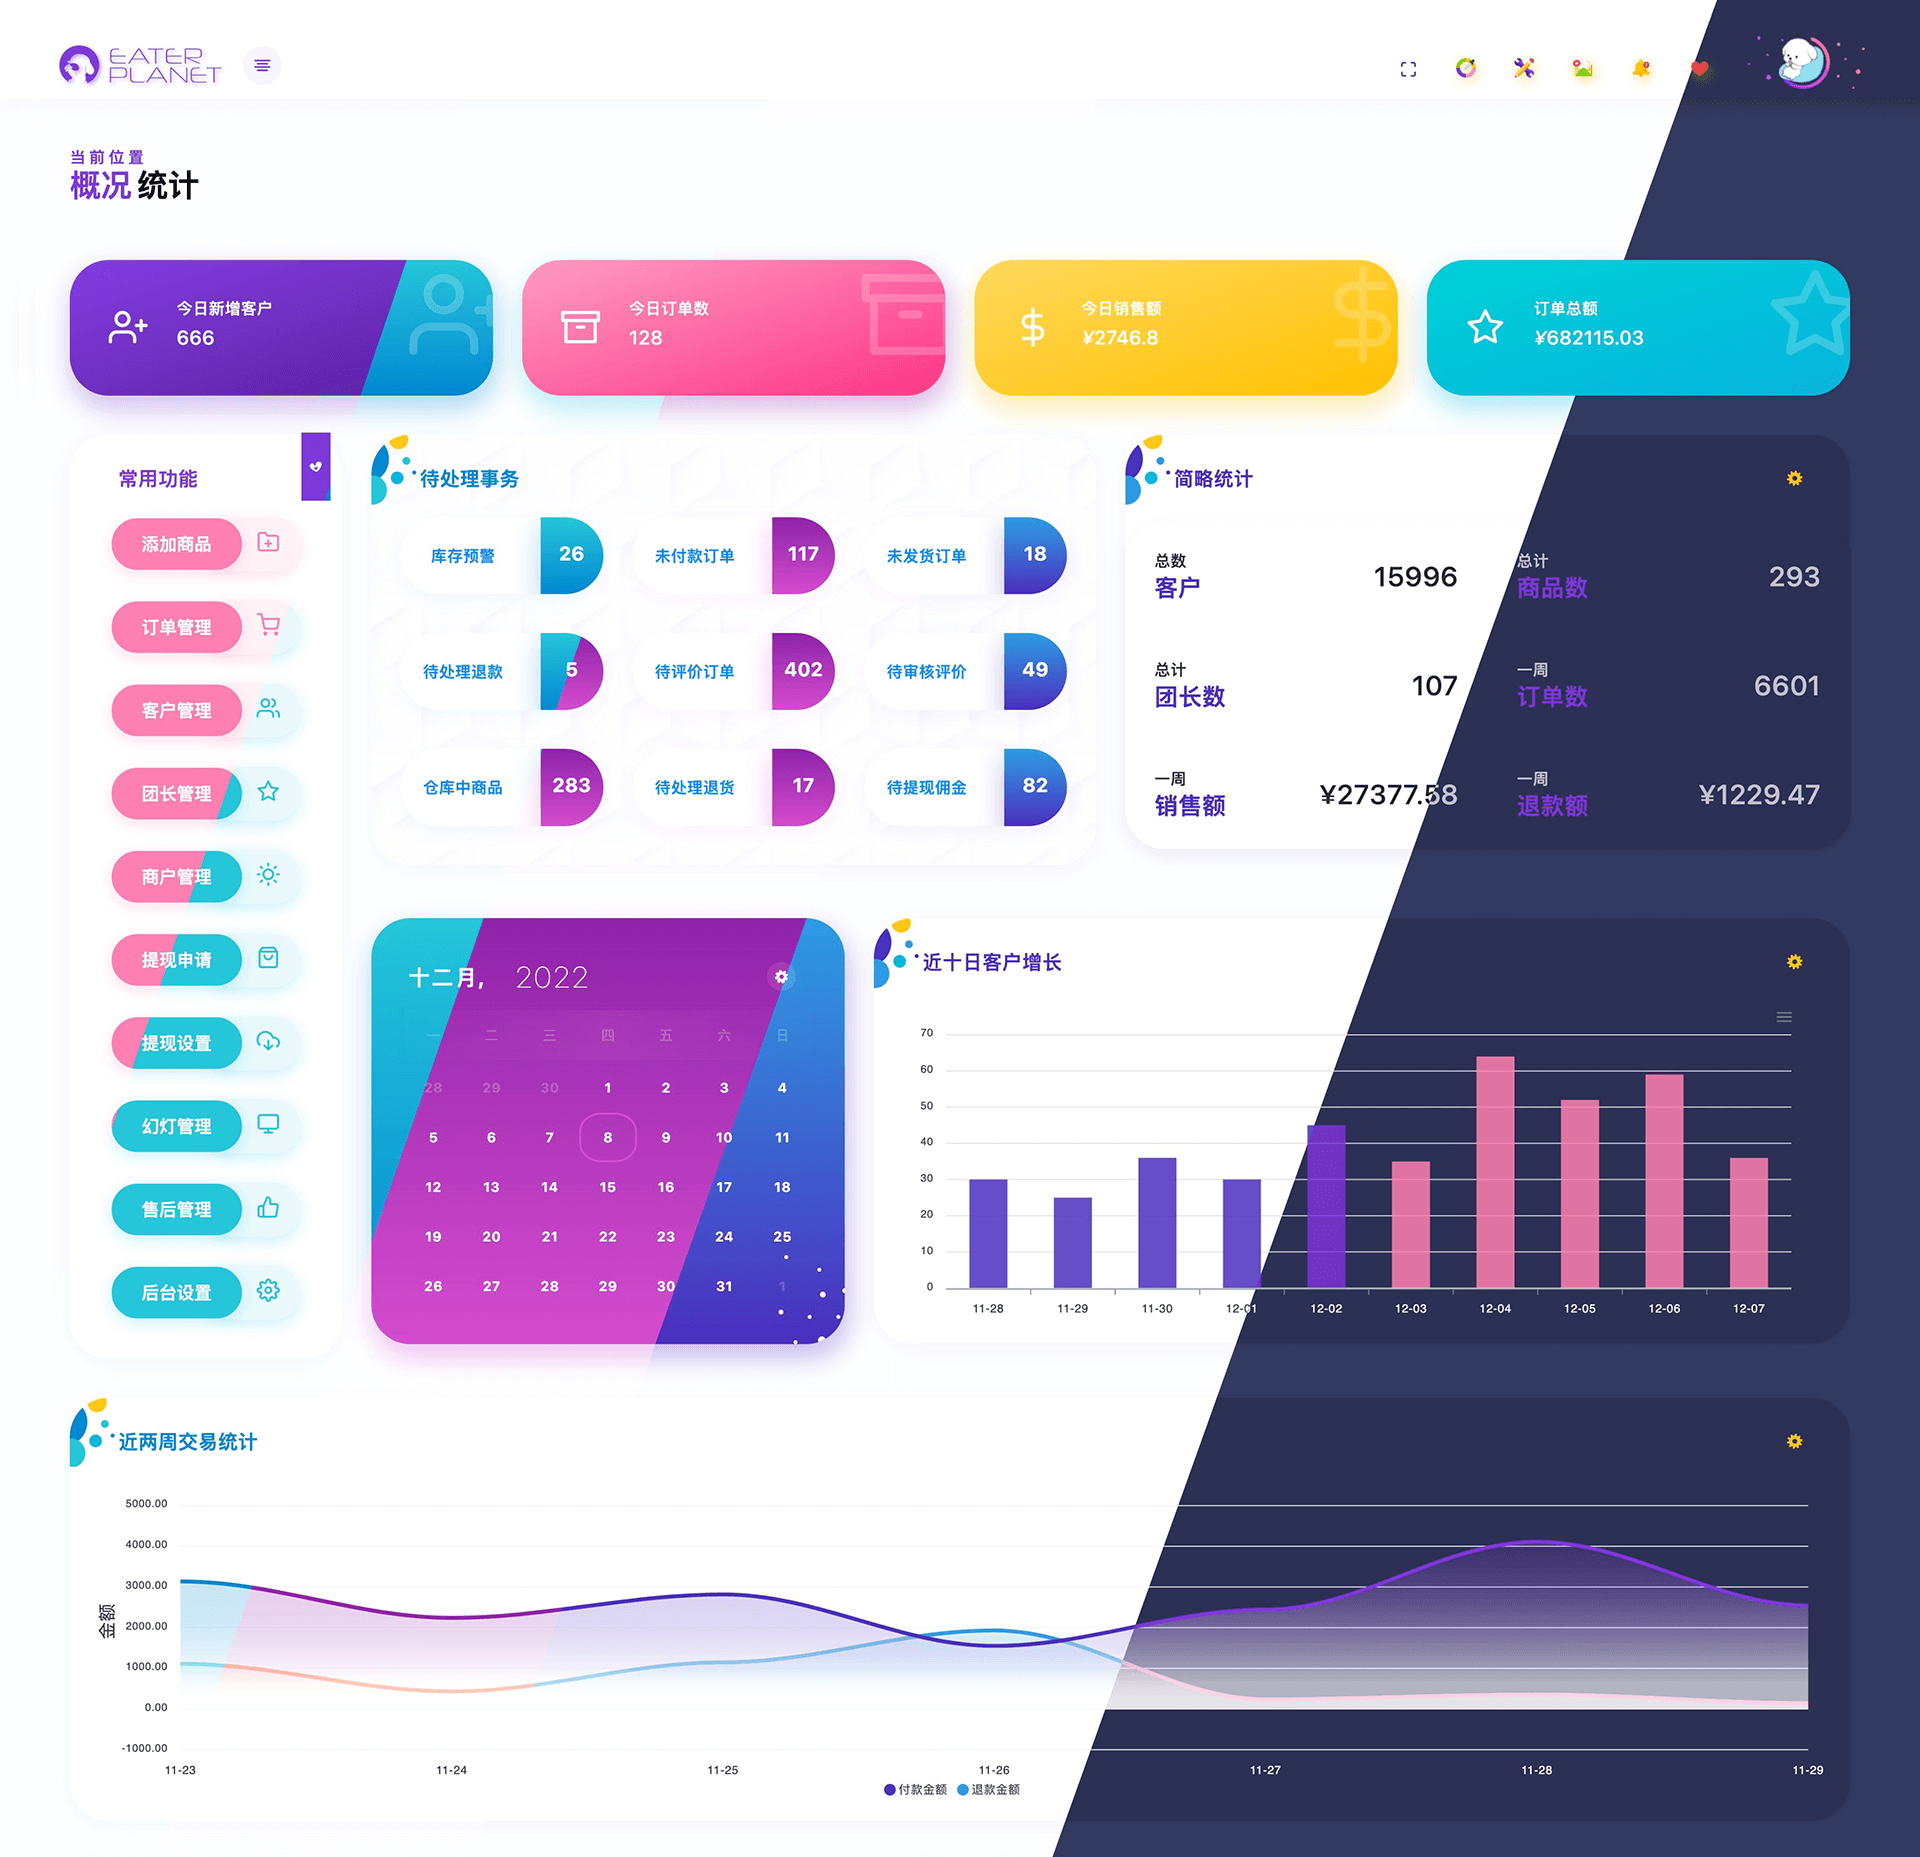 EATER
PLANET
当前位置
概况 统计
今日新增客户
666
今日订单数
128
今日销售额
¥2746.8
订单总额
¥682115.03
常用功能
添加商品
订单管理
客户管理
团长管理
商户管理
提现申请
提现设置
幻灯管理
售后管理
后台设置
待处理事务
库存预警 26
未付款订单 117
未发货订单 18
待处理退款 5
待评价订单 402
待审核评价 49
仓库中商品 283
待处理退货 17
待提现佣金 82
简略统计
总数
客户 15996
总计
商品数 293
总计
团长数 107
一周
订单数 6601
一周
销售额 ¥27377.58
一周
退款额 ¥1229.47
十二月, 2022
一 二 三 四 五 六 日
28 29 30 1 2 3 4
5 6 7 8 9 10 11
12 13 14 15 16 17 18
19 20 21 22 23 24 25
26 27 28 29 30 31 1
近十日客户增长
70
60
50
40
30
20
10
0
11-28 11-29 11-30 12-01 12-02 12-03 12-04 12-05 12-06 12-07
近两周交易统计
金额
5000.00
4000.00
3000.00
2000.00
1000.00
0.00
-1000.00
11-23 11-24 11-25 11-26 11-27 11-28 11-29
付款金额 退款金额